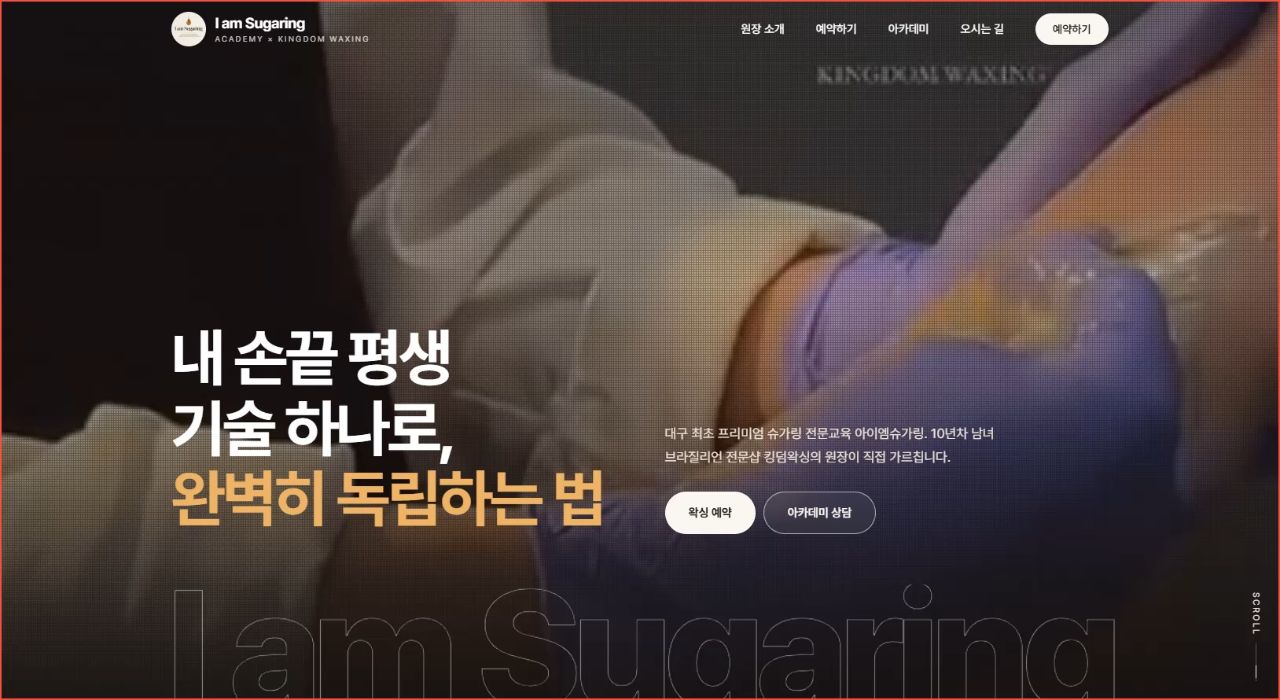 I am Sugaring
ACADEMY × KINGDOM WAXING
원장 소개
예약하기
아카데미
오시는 길
예약하기
KINGDOM WAXING
내 손끝 평생
기술 하나로,
완벽히 독립하는 법
대구 최초 프리미엄 슈가링 전문교육 아이엠슈가링. 10년차 남녀
브라질리언 전문샵 킹덤왁싱의 원장이 직접 가르칩니다.
왁싱 예약
아카데미 상담
I am Sugaring
SCROLL